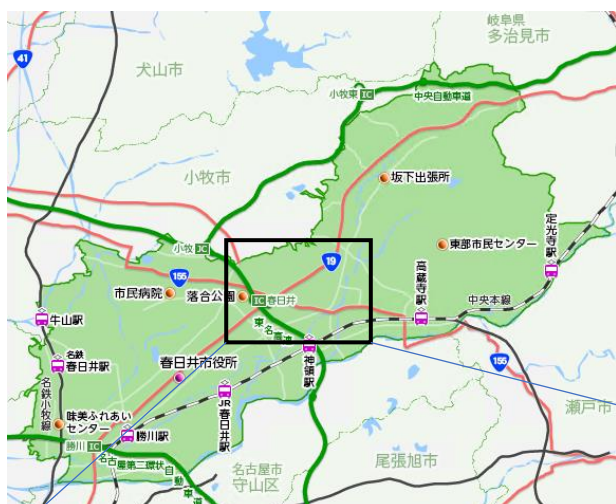 岐阜県
多治見市
41
犬山市
小牧東 IC
中央自動車道
小牧市
坂下出張所
定光寺駅
東部市民センター
小牧 IC
19
155
高蔵寺駅
中央本線
市民病院
落合公園
IC 春日井
牛山駅
東名高速
神領駅
名鉄
春日井駅
春日井市役所
155
JR
春日井駅
名鉄小牧線
味美ふれあい
センター
瀬戸市
勝川駅
勝川 IC
尾張旭市
名古屋第二環状自動車道
名古屋市
守山区